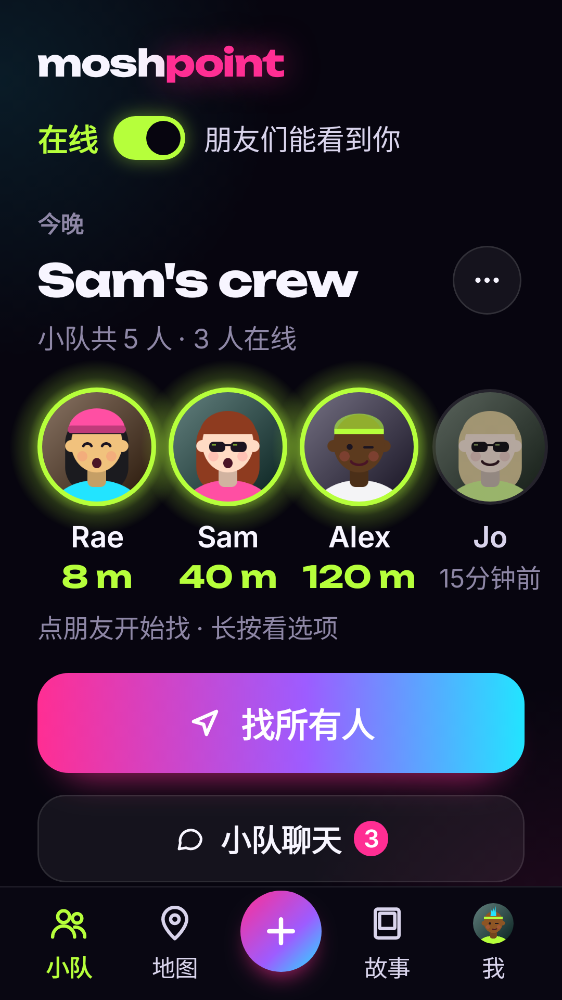 moshpoint
在线 朋友们能看到你
今晚
Sam's crew
小队共 5 人 · 3 人在线
Rae Sam Alex Jo
8 m 40 m 120 m 15分钟前
点朋友开始找 · 长按看选项
找所有人
小队聊天 3
小队 地图 故事 我